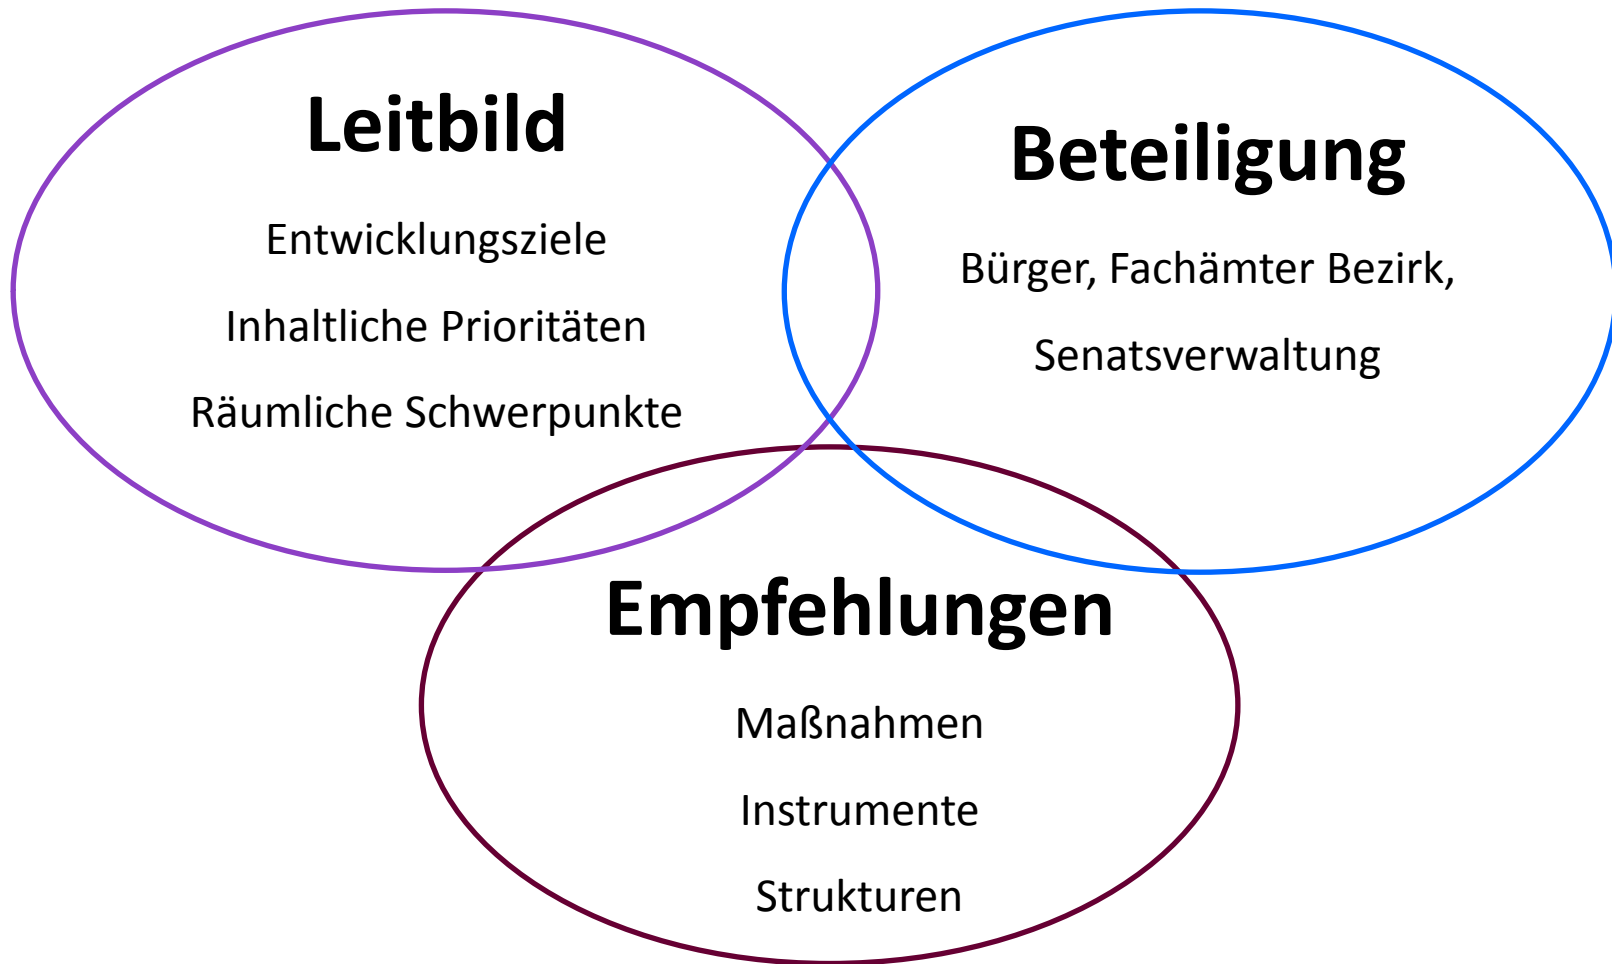 Leitbild
Entwicklungsziele
Inhaltliche Prioritäten
Räumliche Schwerpunkte
Beteiligung
Bürger, Fachämter Bezirk,
Senatsverwaltung
Empfehlungen
Maßnahmen
Instrumente
Strukturen